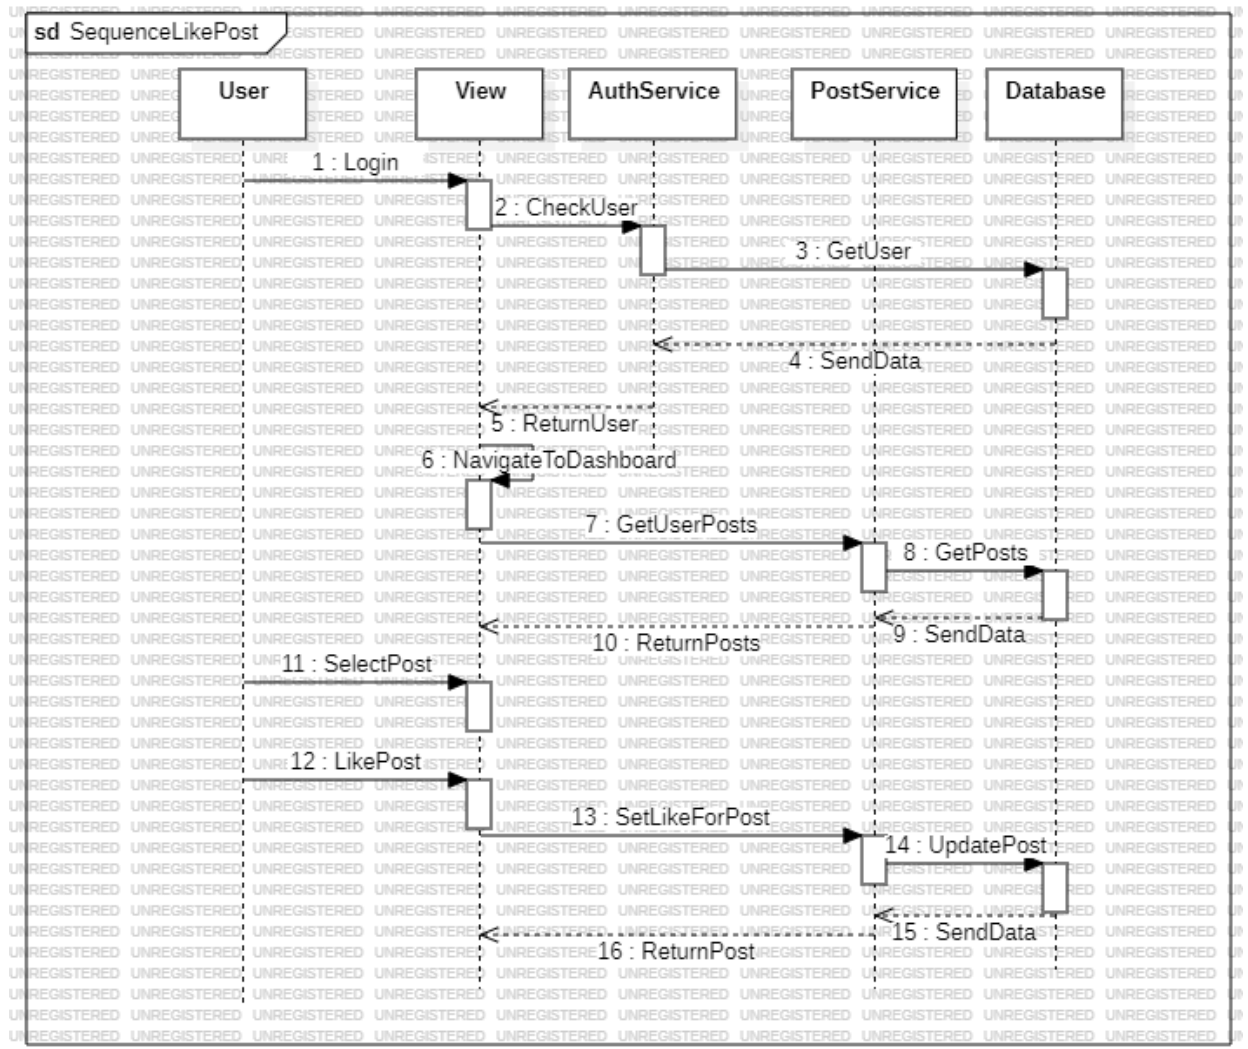 sd SequenceLikePost
User
View
AuthService
PostService
Database
1 : Login
2 : CheckUser
3 : GetUser
4 : SendData
5 : ReturnUser
6 : NavigateToDashboard
7 : GetUserPosts
8 : GetPosts
9 : SendData
10 : ReturnPosts
11 : SelectPost
12 : LikePost
13 : SetLikeForPost
14 : UpdatePost
15 : SendData
16 : ReturnPost
UNREGISTERED